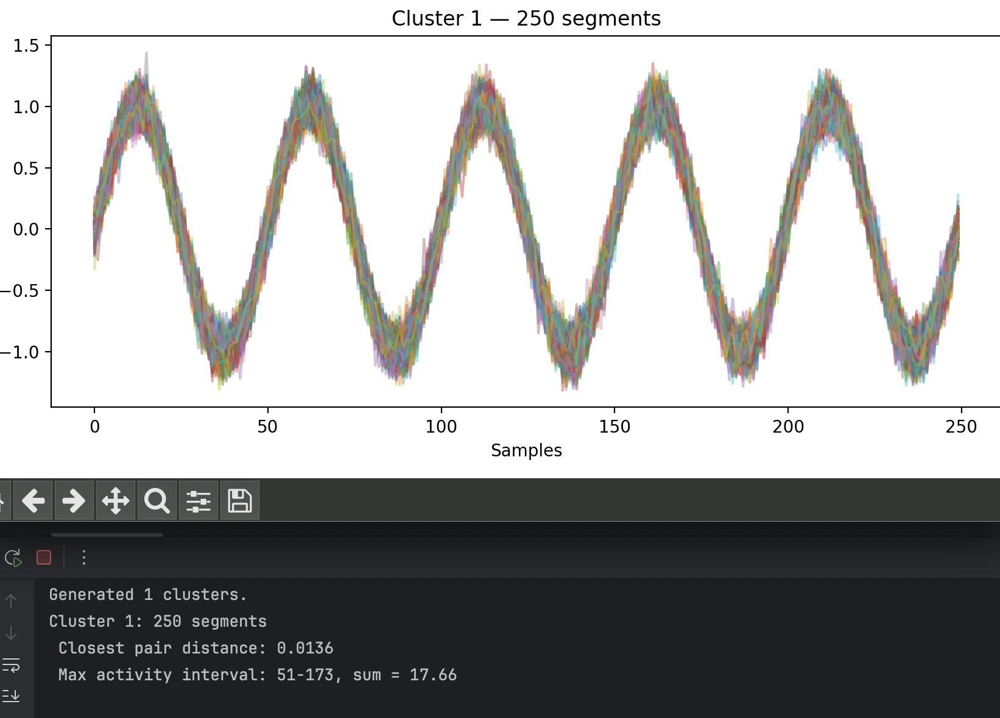 Cluster 1 — 250 segments
1.5
1.0
0.5
0.0
−0.5
−1.0
0 50 100 150 200 250
Samples
Generated 1 clusters.
Cluster 1: 250 segments
Closest pair distance: 0.0136
Max activity interval: 51-173, sum = 17.66